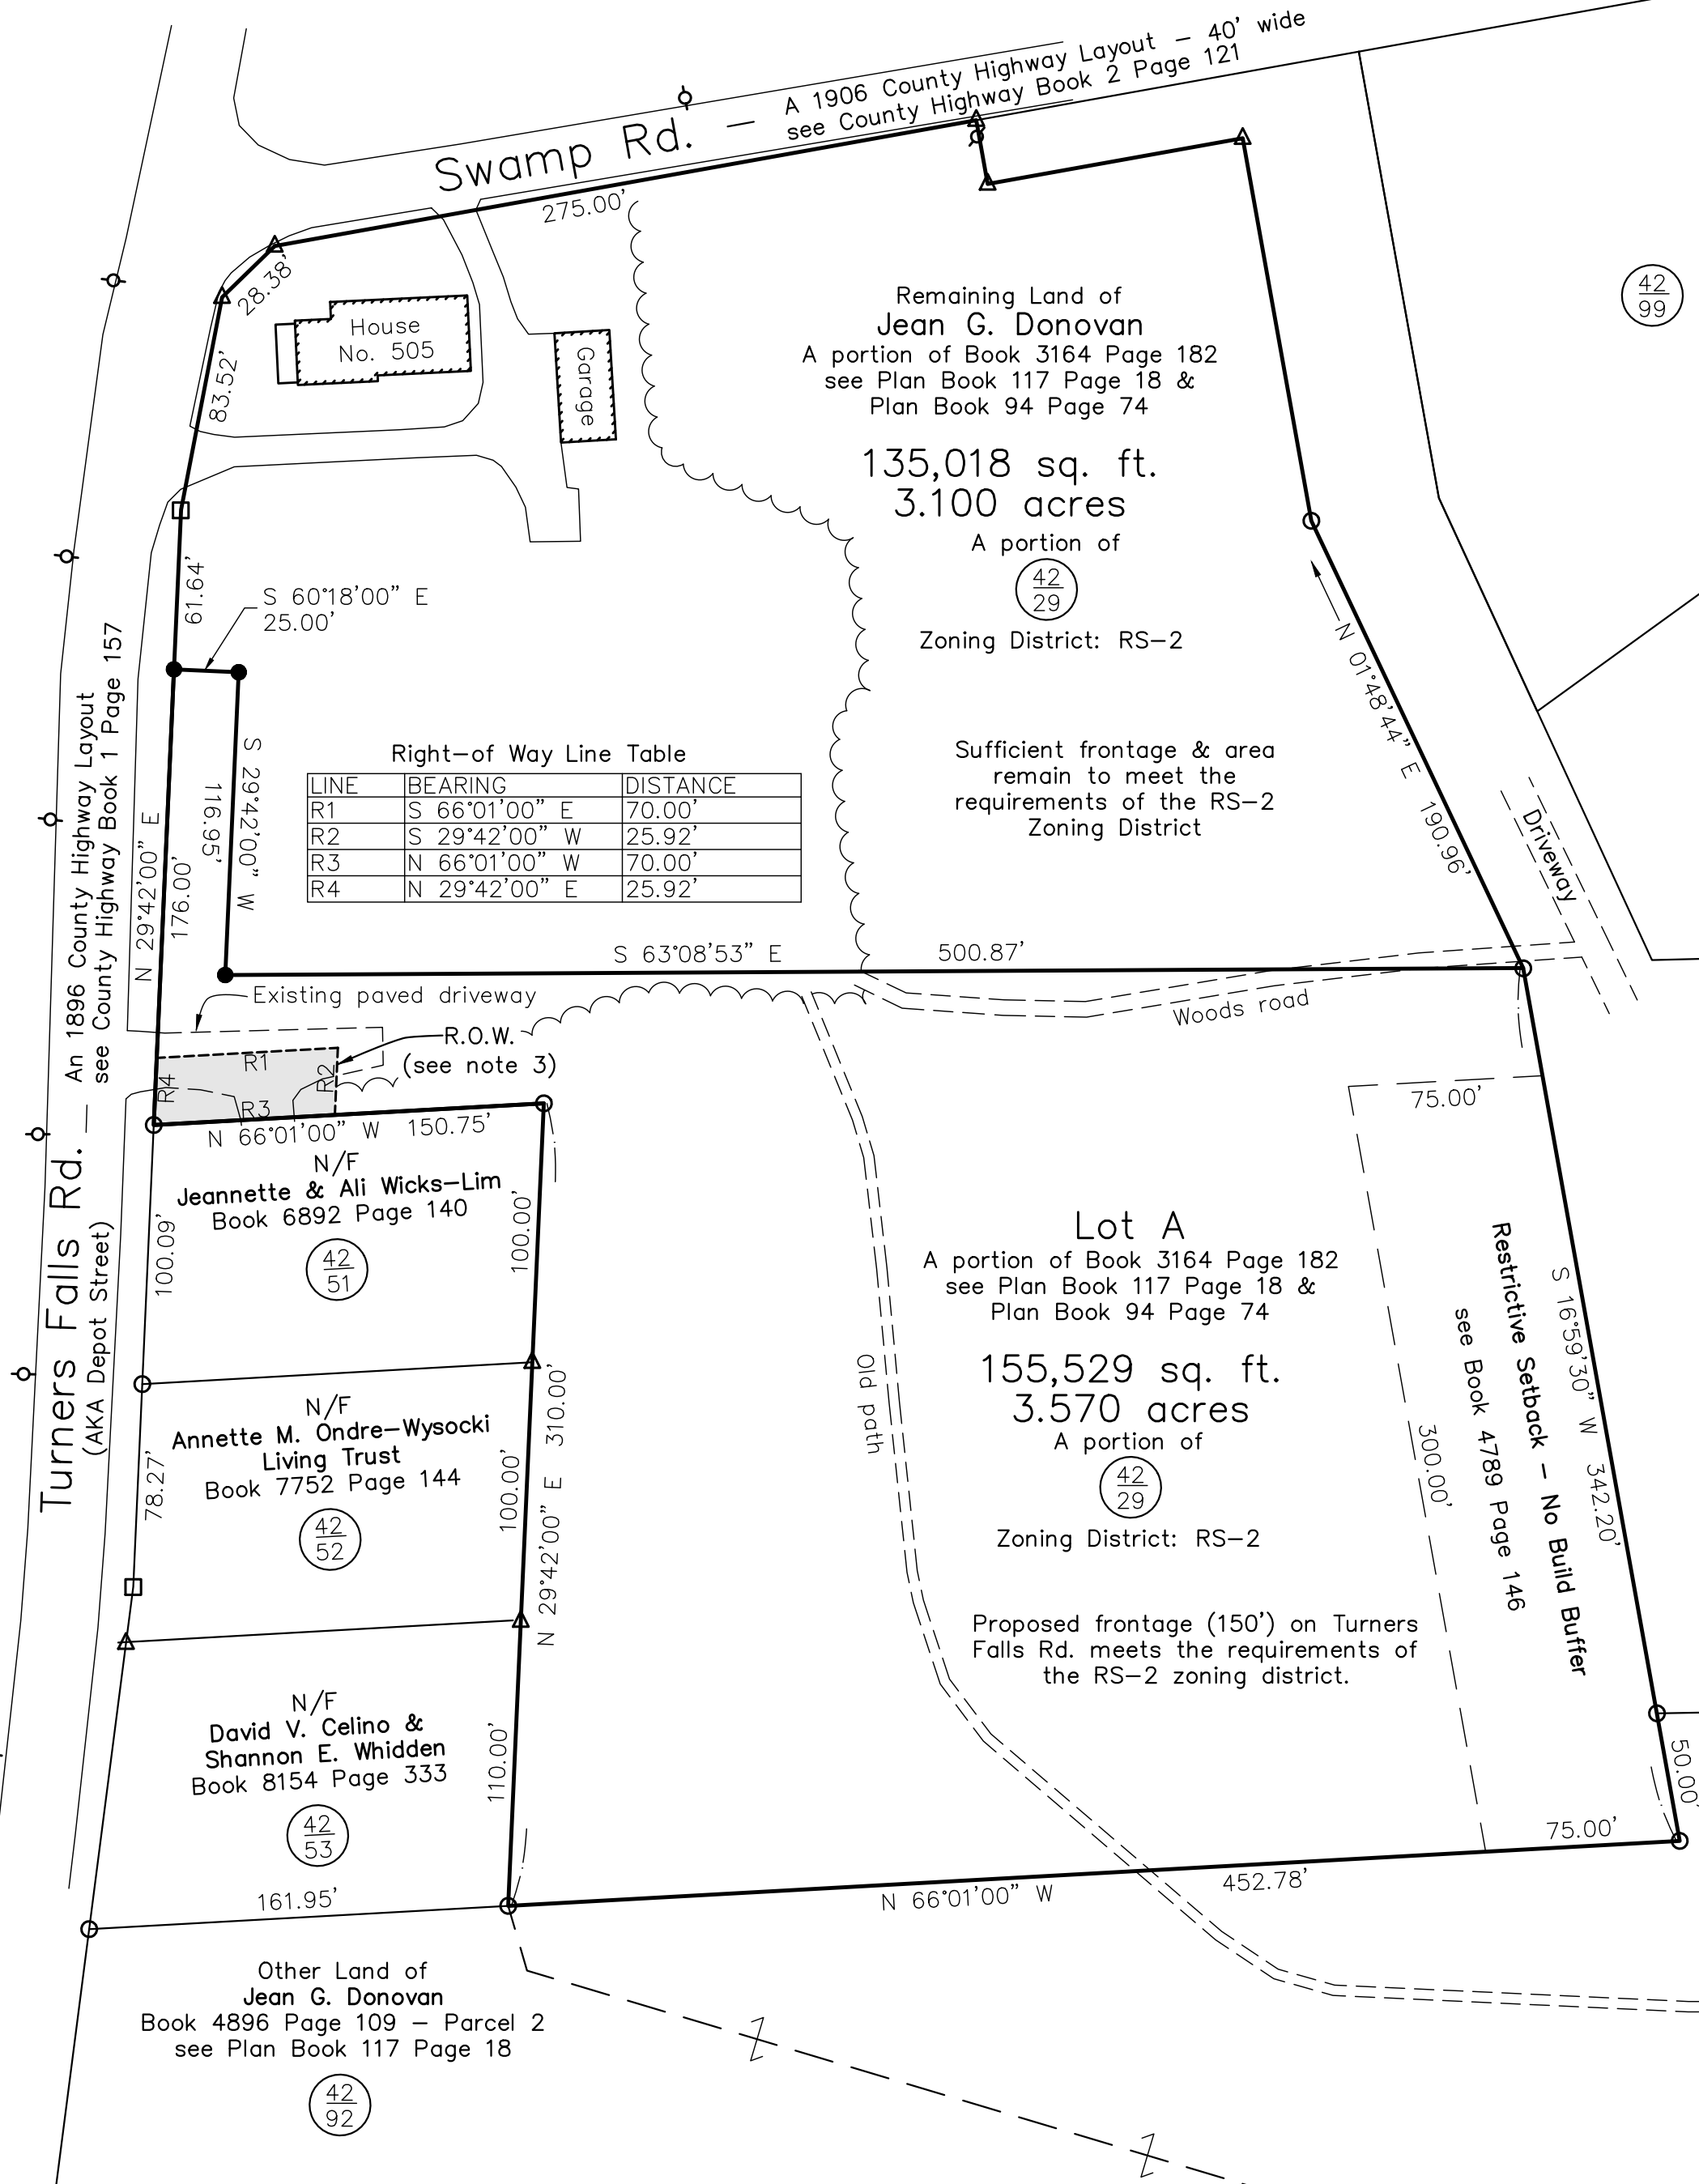 Swamp Rd. — A 1906 County Highway Layout – 40' wide
see County Highway Book 2 Page 121
275.00'
28.38'
83.52'
House
No. 505
Garage
61.64'
S 60°18'00" E
25.00'
Remaining Land of
Jean G. Donovan
A portion of Book 3164 Page 182
see Plan Book 117 Page 18 &
Plan Book 94 Page 74
135,018 sq. ft.
3.100 acres
A portion of
42
29
Zoning District: RS-2
42
99
Sufficient frontage & area
remain to meet the
requirements of the RS-2
Zoning District
N 01°48'44" E 190.96'
Driveway
Right-of Way Line Table
LINE BEARING DISTANCE
R1 S 66°01'00" E 70.00'
R2 S 29°42'00" W 25.92'
R3 N 66°01'00" W 70.00'
R4 N 29°42'00" E 25.92'
S 29°42'00" W
116.95'
N 29°42'00" E
176.00'
Turners Falls Rd. — An 1896 County Highway Layout
see County Highway Book 1 Page 157
(AKA Depot Street)
S 63°08'53" E 500.87'
Existing paved driveway
R.O.W.
(see note 3)
Woods road
R1
R2
R3
R4
N 66°01'00" W 150.75'
N/F
Jeannette & Ali Wicks-Lim
Book 6892 Page 140
42
51
100.09'
100.00'
N/F
Annette M. Ondre-Wysocki
Living Trust
Book 7752 Page 144
42
52
78.27'
100.00'
N 29°42'00" E 310.00'
N/F
David V. Celino &
Shannon E. Whidden
Book 8154 Page 333
42
53
110.00'
161.95'
Old path
Lot A
A portion of Book 3164 Page 182
see Plan Book 117 Page 18 &
Plan Book 94 Page 74
155,529 sq. ft.
3.570 acres
A portion of
42
29
Zoning District: RS-2
Proposed frontage (150') on Turners
Falls Rd. meets the requirements of
the RS-2 zoning district.
75.00'
300.00'
Restrictive Setback – No Build Buffer
see Book 4789 Page 146
S 16°59'30" W 342.20'
50.00'
75.00'
N 66°01'00" W 452.78'
Other Land of
Jean G. Donovan
Book 4896 Page 109 – Parcel 2
see Plan Book 117 Page 18
42
92